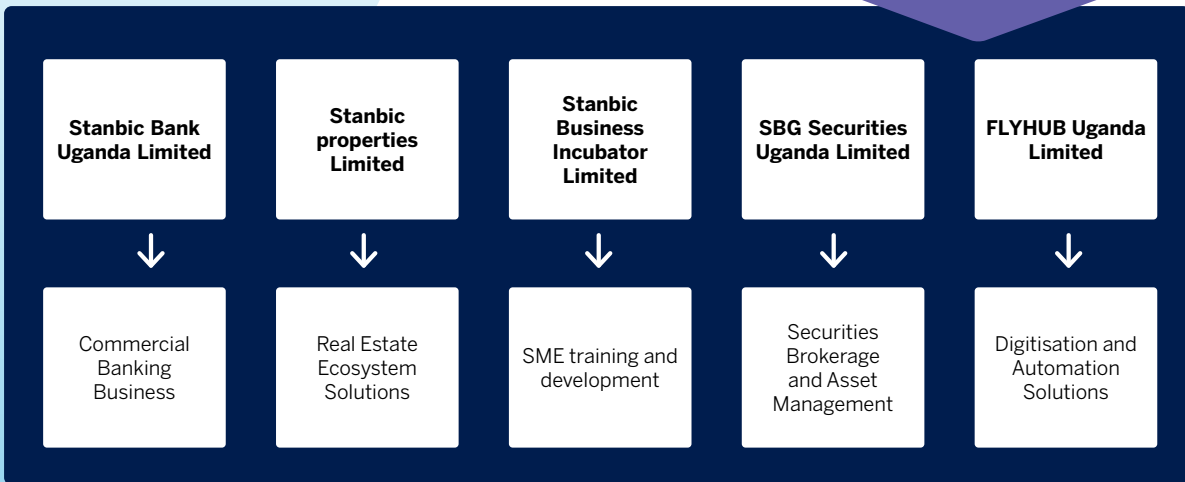 Stanbic Bank
Uganda Limited
Stanbic
properties
Limited
Stanbic
Business
Incubator
Limited
SBG Securities
Uganda Limited
FLYHUB Uganda
Limited
Commercial
Banking
Business
Real Estate
Ecosystem
Solutions
SME training and
development
Securities
Brokerage
and Asset
Management
Digitisation and
Automation
Solutions